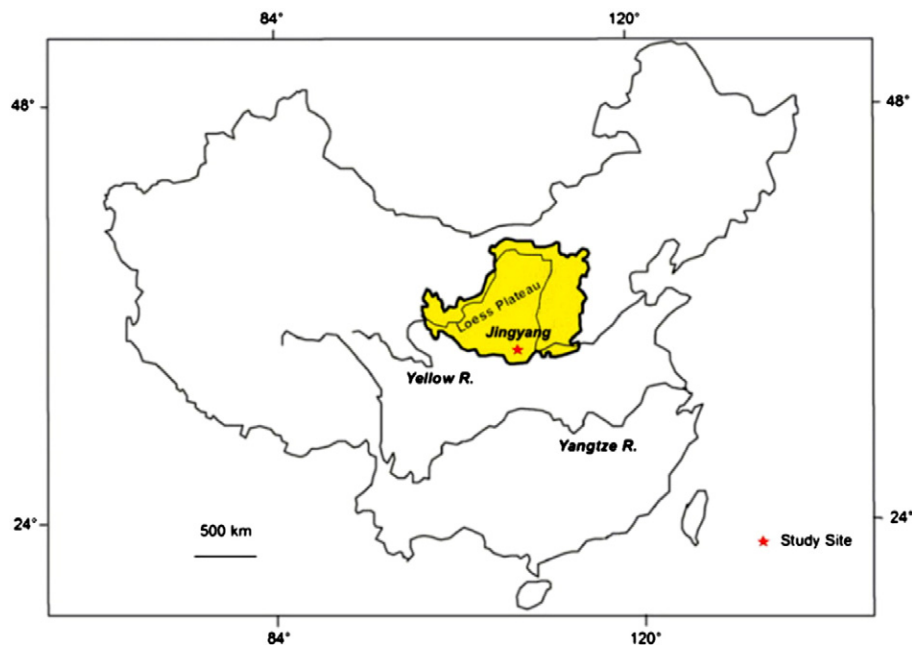 84°
120°
48°
48°
Loess Plateau
Jingyang
Yellow R.
Yangtze R.
24°
24°
500 km
Study Site
84°
120°